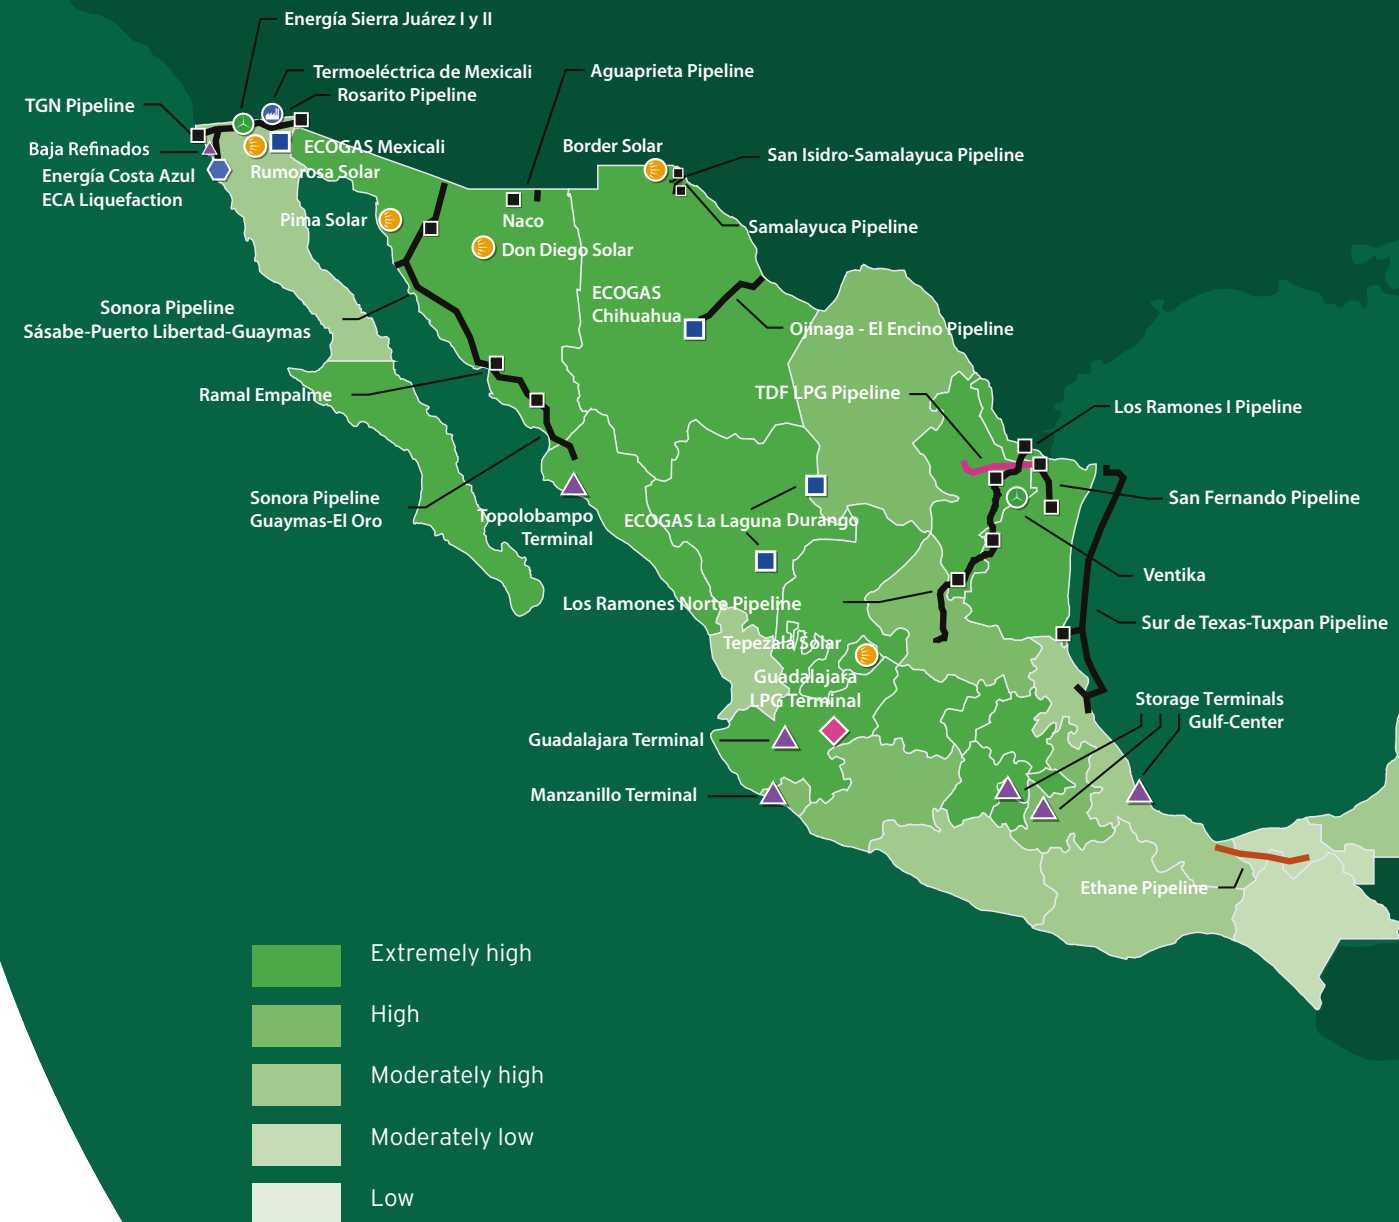 Energía Sierra Juárez I y II
Termoeléctrica de Mexicali
Aguaprieta Pipeline
Rosarito Pipeline
TGN Pipeline
Baja Refinados
ECOGAS Mexicali
Border Solar
San Isidro-Samalayuca Pipeline
Energía Costa Azul
ECA Liquefaction
Rumorosa Solar
Pima Solar
Naco
Samalayuca Pipeline
Don Diego Solar
ECOGAS
Chihuahua
Sonora Pipeline
Sásabe-Puerto Libertad-Guaymas
Ojinaga - El Encino Pipeline
Ramal Empalme
TDF LPG Pipeline
Los Ramones I Pipeline
Sonora Pipeline
Guaymas-El Oro
San Fernando Pipeline
Topolobampo
Terminal
ECOGAS La Laguna Durango
Ventika
Los Ramones Norte Pipeline
Sur de Texas-Tuxpan Pipeline
Tepezalá Solar
Guadalajara
LPG Terminal
Storage Terminals
Gulf-Center
Guadalajara Terminal
Manzanillo Terminal
Ethane Pipeline
Extremely high
High
Moderately high
Moderately low
Low